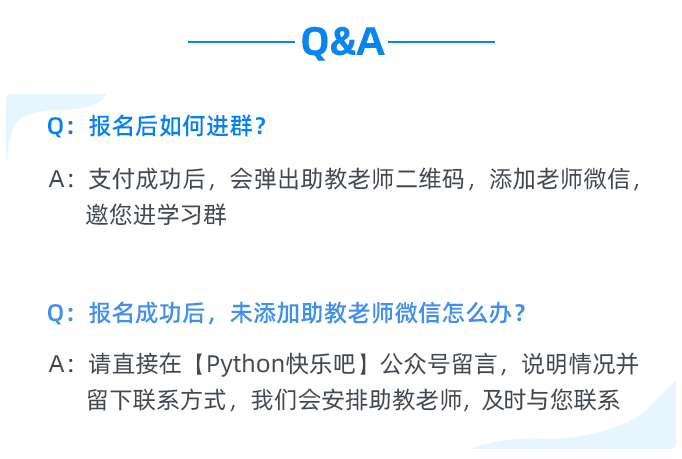 Q&A
Q：报名后如何进群？
A：支付成功后，会弹出助教老师二维码，添加老师微信，
邀您进学习群
Q：报名成功后，未添加助教老师微信怎么办？
A：请直接在【Python快乐吧】公众号留言，说明情况并
留下联系方式，我们会安排助教老师, 及时与您联系